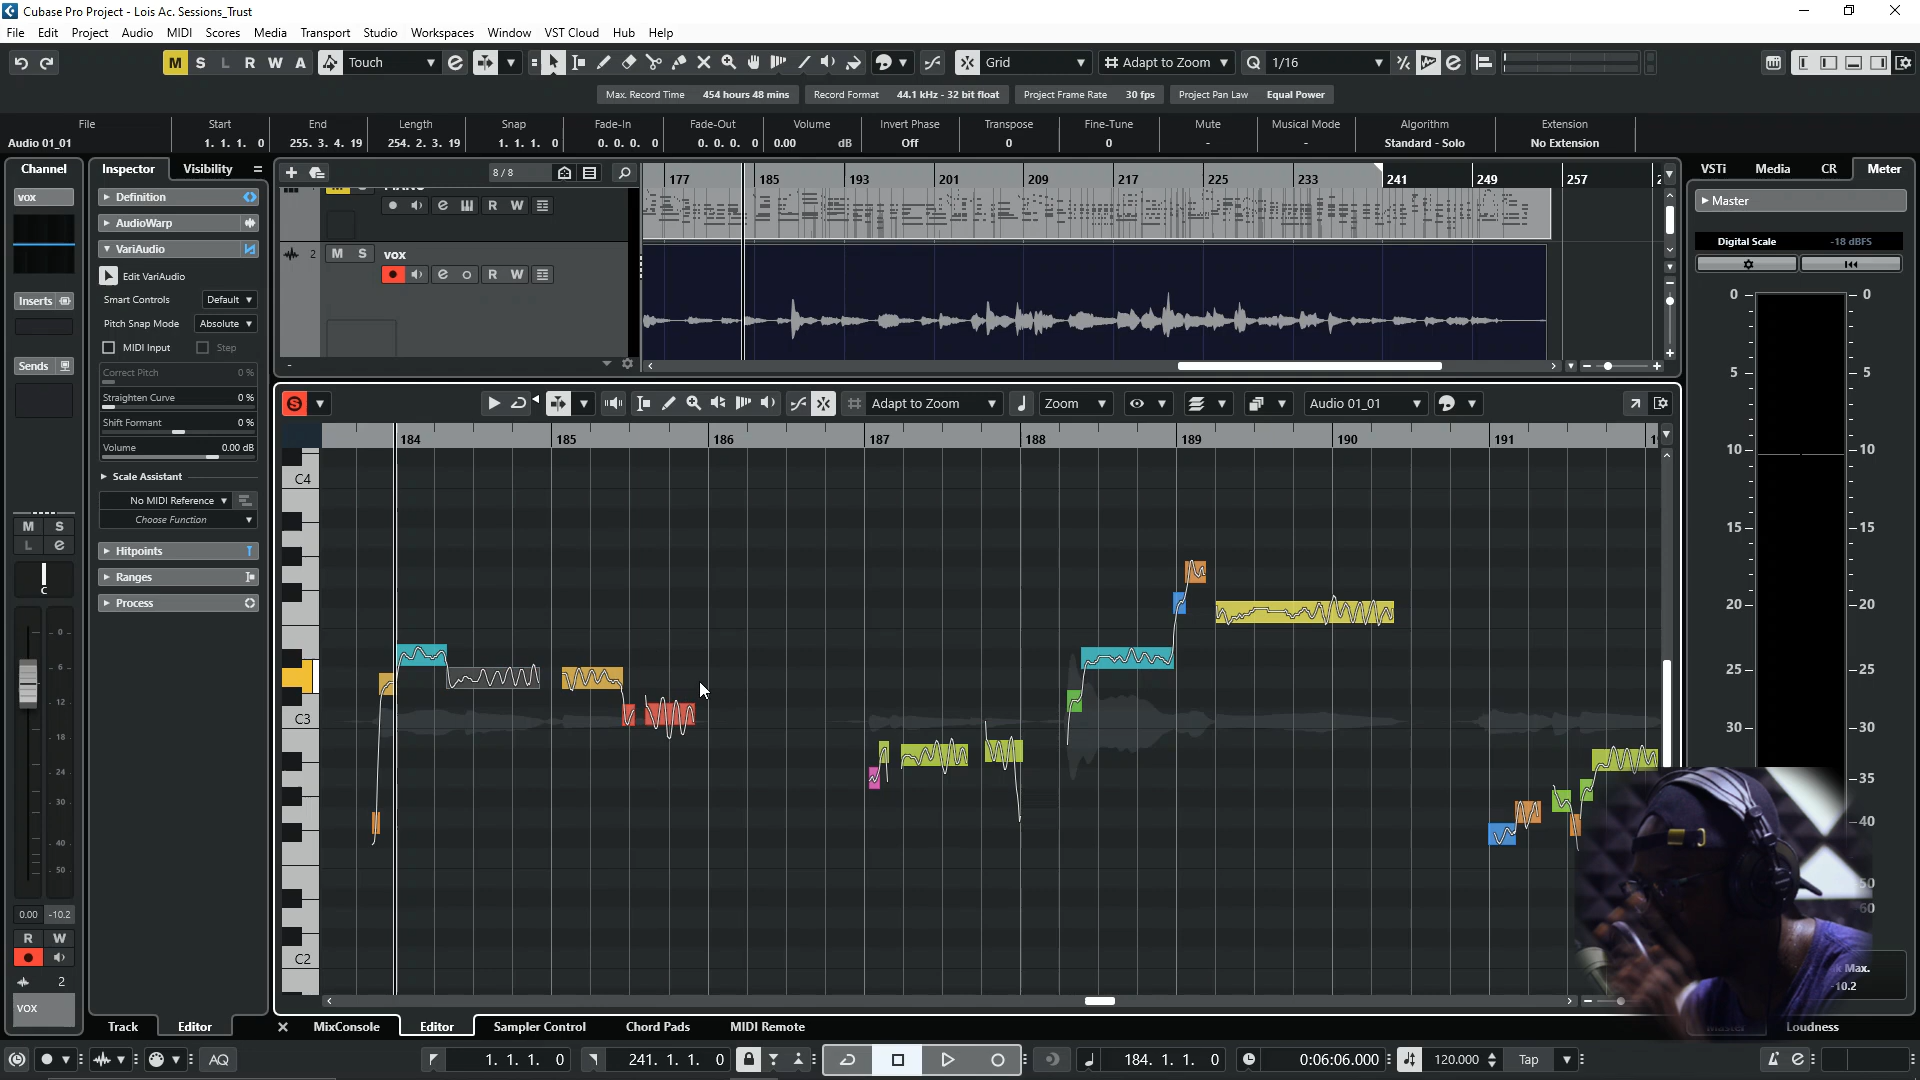 Cubase Pro Project - Lois Ac. Sessions_Trust
File Edit Project Audio MIDI Scores Media Transport Studio Workspaces Window VST Cloud Hub Help
M S L R W A Touch Grid Adapt to Zoom Q 1/16
Max. Record Time 454 hours 48 mins Record Format 44.1 kHz - 32 bit float Project Frame Rate 30 fps Project Pan Law Equal Power
File Start End Length Snap Fade-In Fade-Out Volume Invert Phase Transpose Fine-Tune Mute Musical Mode Algorithm Extension
Audio 01_01 1. 1. 1. 0 255. 3. 4. 19 254. 2. 3. 19 1. 1. 1. 0 0. 0. 0. 0 0. 0. 0. 0 0.00 dB Off 0 0 - - Standard - Solo No Extension
Channel Inspector Visibility 8 / 8 177 185 193 201 209 217 225 233 241 249 257 VSTi Media CR Meter
vox Definition Master
R W
AudioWarp
VariAudio
Digital Scale -18 dBFS
2 M S vox
R W
Edit VariAudio
Smart Controls Default
Inserts
Pitch Snap Mode Absolute
MIDI Input Step
Sends
Correct Pitch 0 %
Straighten Curve 0 %
Shift Formant 0 %
Volume 0.00 dB
Scale Assistant
No MIDI Reference
Choose Function
Hitpoints
Ranges
Process
S Adapt to Zoom Zoom Audio 01_01
184 185 186 187 188 189 190 191
C4
C3
C2
M S
L e
C
0
6
12
18
24
30
40
50
0.00 -10.2
R W
2
vox
0 0
5 5
10 10
15 15
20 20
25 25
30 30
35
40
50
60
Max.
-10.2
Track Editor MixConsole Editor Sampler Control Chord Pads MIDI Remote Master Loudness
AQ 1. 1. 1. 0 241. 1. 1. 0 184. 1. 1. 0 0:06:06.000 120.000 Tap